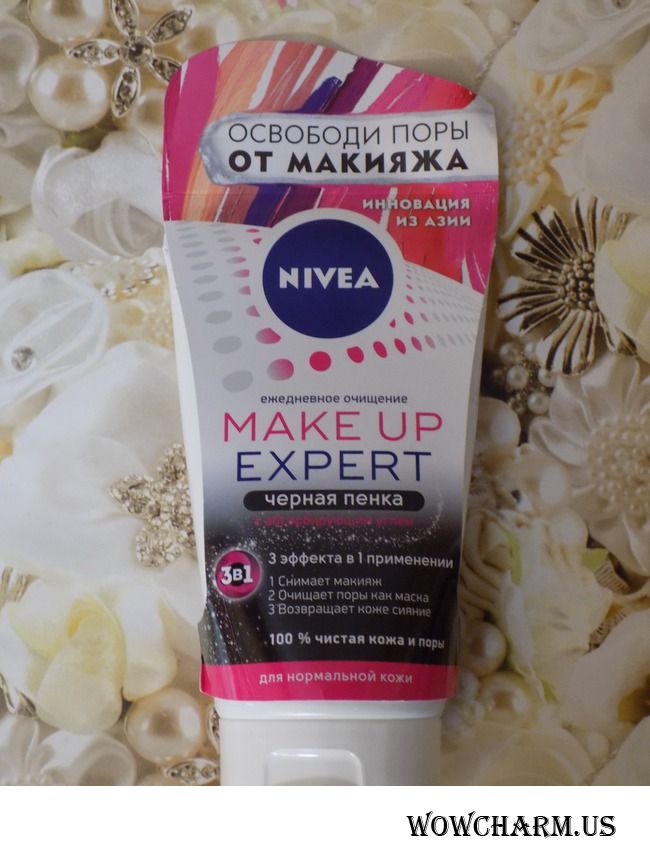 ОСВОБОДИ ПОРЫ
ОТ МАКИЯЖА
ИННОВАЦИЯ
ИЗ АЗИИ
NIVEA
ежедневное очищение
MAKE UP
EXPERT
черная пенка
с абсорбирующим углем
3в1
3 эффекта в 1 применении
1 Снимает макияж
2 Очищает поры как маска
3 Возвращает коже сияние
100 % чистая кожа и поры
для нормальной кожи
WOWCHARM.US